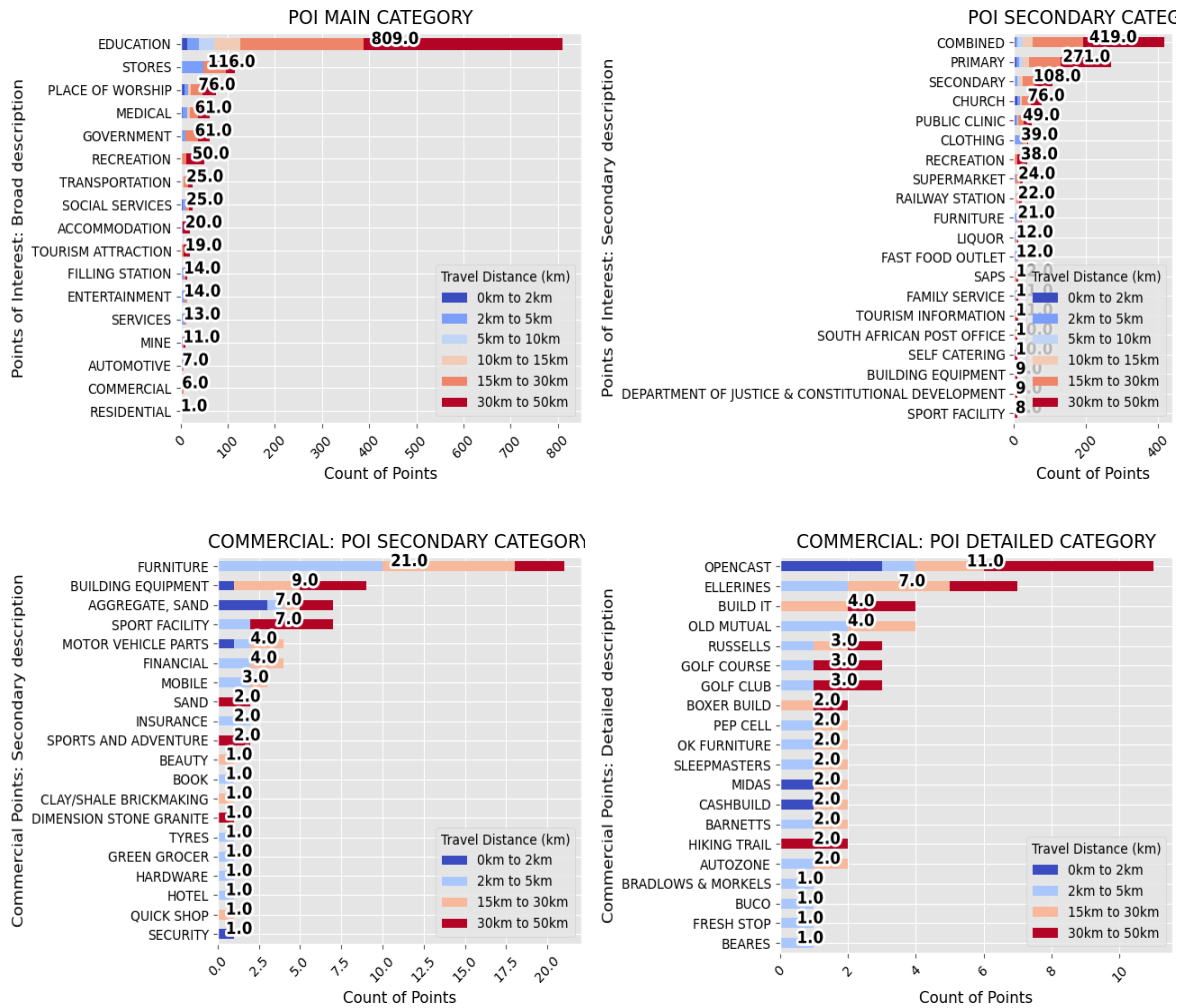 POI MAIN CATEGORY
Points of Interest: Broad description
EDUCATION 809.0
STORES 116.0
PLACE OF WORSHIP 76.0
MEDICAL 61.0
GOVERNMENT 61.0
RECREATION 50.0
TRANSPORTATION 25.0
SOCIAL SERVICES 25.0
ACCOMMODATION 20.0
TOURISM ATTRACTION 19.0
FILLING STATION 14.0
ENTERTAINMENT 14.0
SERVICES 13.0
MINE 11.0
AUTOMOTIVE 7.0
COMMERCIAL 6.0
RESIDENTIAL 1.0
Travel Distance (km)
0km to 2km
2km to 5km
5km to 10km
10km to 15km
15km to 30km
30km to 50km
0 100 200 300 400 500 600 700 800
Count of Points
POI SECONDARY CATEG
Points of Interest: Secondary description
COMBINED 419.0
PRIMARY 271.0
SECONDARY 108.0
CHURCH 76.0
PUBLIC CLINIC 49.0
CLOTHING 39.0
RECREATION 38.0
SUPERMARKET 24.0
RAILWAY STATION 22.0
FURNITURE 21.0
LIQUOR 12.0
FAST FOOD OUTLET 12.0
SAPS 12.0
FAMILY SERVICE 11.0
TOURISM INFORMATION 11.0
SOUTH AFRICAN POST OFFICE 10.0
SELF CATERING 10.0
BUILDING EQUIPMENT 9.0
DEPARTMENT OF JUSTICE & CONSTITUTIONAL DEVELOPMENT 9.0
SPORT FACILITY 8.0
Travel Distance (km)
0km to 2km
2km to 5km
5km to 10km
10km to 15km
15km to 30km
30km to 50km
0 200 400
Count of Points
COMMERCIAL: POI SECONDARY CATEGORY
Commercial Points: Secondary description
FURNITURE 21.0
BUILDING EQUIPMENT 9.0
AGGREGATE, SAND 7.0
SPORT FACILITY 7.0
MOTOR VEHICLE PARTS 4.0
FINANCIAL 4.0
MOBILE 3.0
SAND 2.0
INSURANCE 2.0
SPORTS AND ADVENTURE 2.0
BEAUTY 1.0
BOOK 1.0
CLAY/SHALE BRICKMAKING 1.0
DIMENSION STONE GRANITE 1.0
TYRES 1.0
GREEN GROCER 1.0
HARDWARE 1.0
HOTEL 1.0
QUICK SHOP 1.0
SECURITY 1.0
Travel Distance (km)
0km to 2km
2km to 5km
15km to 30km
30km to 50km
0.0 2.5 5.0 7.5 10.0 12.5 15.0 17.5 20.0
Count of Points
COMMERCIAL: POI DETAILED CATEGORY
Commercial Points: Detailed description
OPENCAST 11.0
ELLERINES 7.0
BUILD IT 4.0
OLD MUTUAL 4.0
RUSSELLS 3.0
GOLF COURSE 3.0
GOLF CLUB 3.0
BOXER BUILD 2.0
PEP CELL 2.0
OK FURNITURE 2.0
SLEEPMASTERS 2.0
MIDAS 2.0
CASHBUILD 2.0
BARNETTS 2.0
HIKING TRAIL 2.0
AUTOZONE 2.0
BRADLOWS & MORKELS 1.0
BUCO 1.0
FRESH STOP 1.0
BEARES 1.0
Travel Distance (km)
0km to 2km
2km to 5km
15km to 30km
30km to 50km
0 2 4 6 8 10
Count of Points